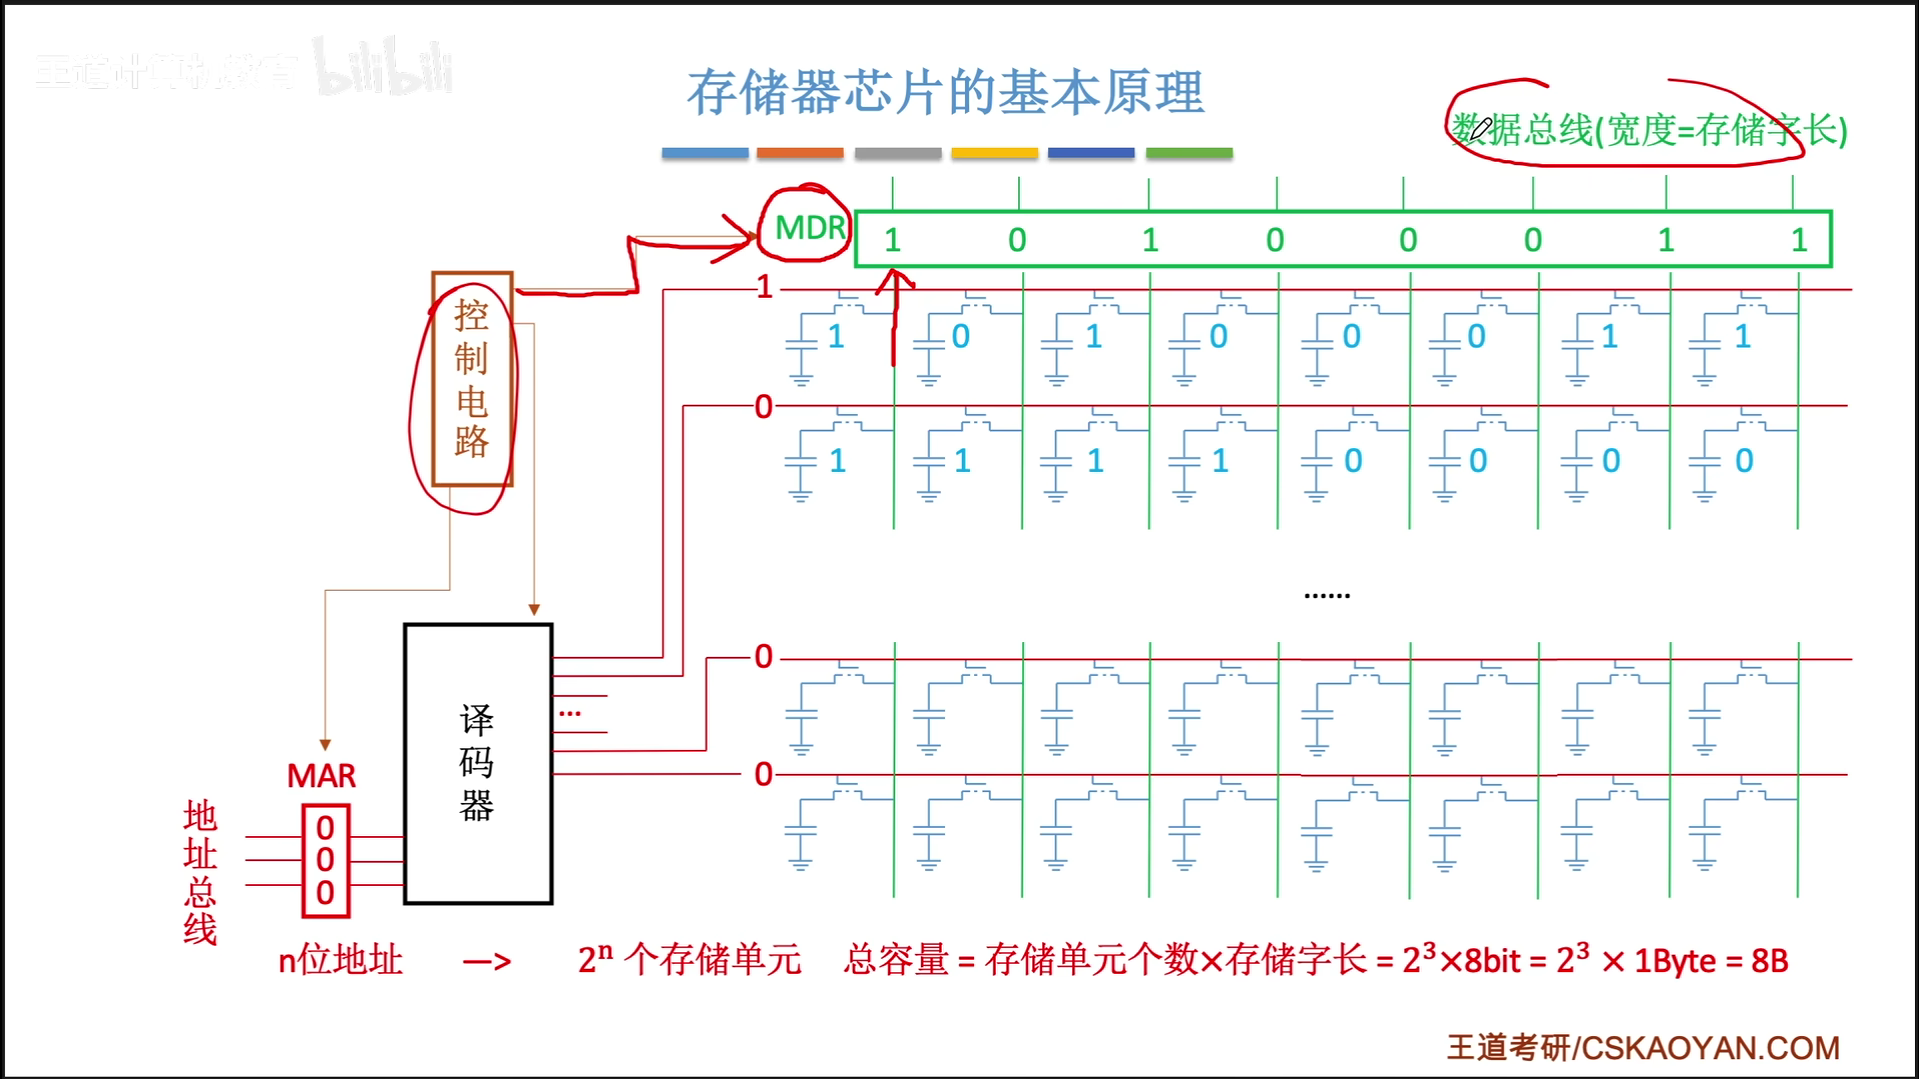 王道计算机教育 bilibili
存储器芯片的基本原理
数据总线(宽度=存储字长)
MDR 1 0 1 0 0 0 1 1
控制电路
1
1 0 1 0 0 0 1 1
0
1 1 1 1 0 0 0 0
......
0
译码器
...
0
MAR
地址总线
0
0
0
n位地址 —> 2ⁿ 个存储单元 总容量 = 存储单元个数×存储字长 = 2³×8bit = 2³ × 1Byte = 8B
王道考研/CSKAOYAN.COM